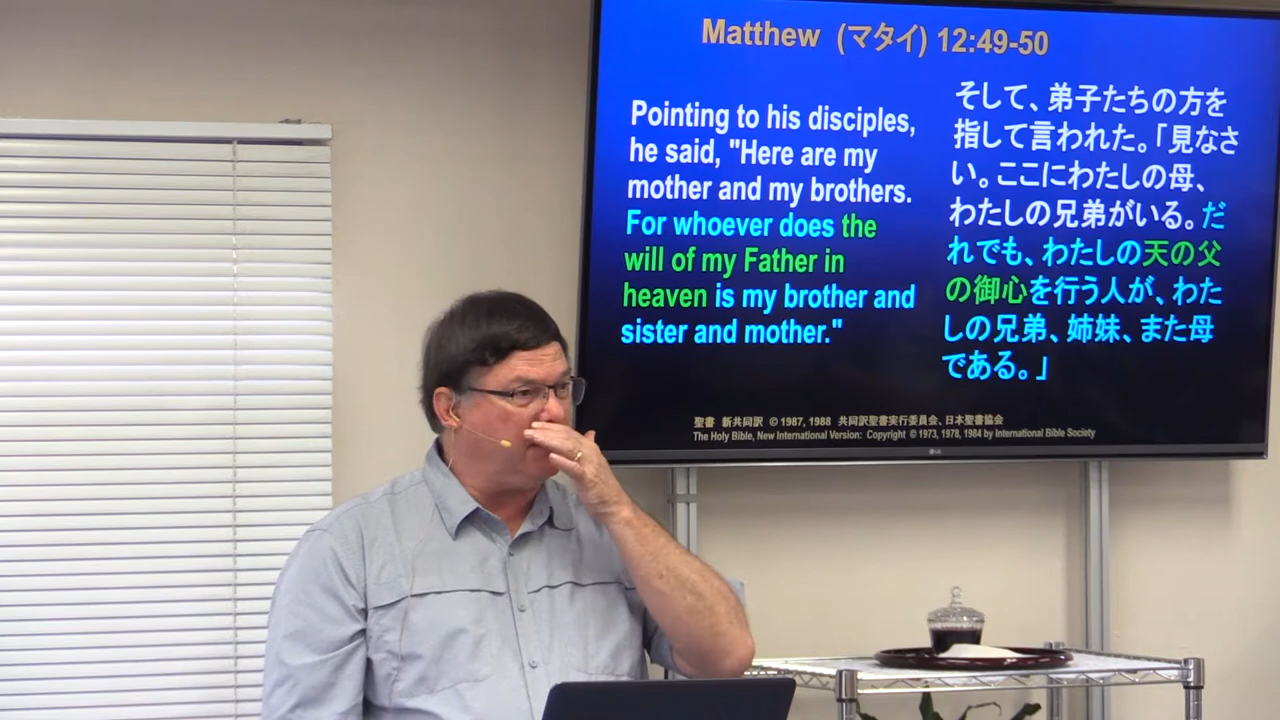 Matthew (マタイ) 12:49-50
Pointing to his disciples,
he said, "Here are my
mother and my brothers.
For whoever does the
will of my Father in
heaven is my brother and
sister and mother."
そして、弟子たちの方を
指して言われた。「見なさ
い。ここにわたしの母、
わたしの兄弟がいる。だ
れでも、わたしの天の父
の御心を行う人が、わた
しの兄弟、姉妹、また母
である。」
聖書 新共同訳 © 1987, 1988 共同訳聖書実行委員会、日本聖書協会
The Holy Bible, New International Version: Copyright © 1973, 1978, 1984 by International Bible Society
LG